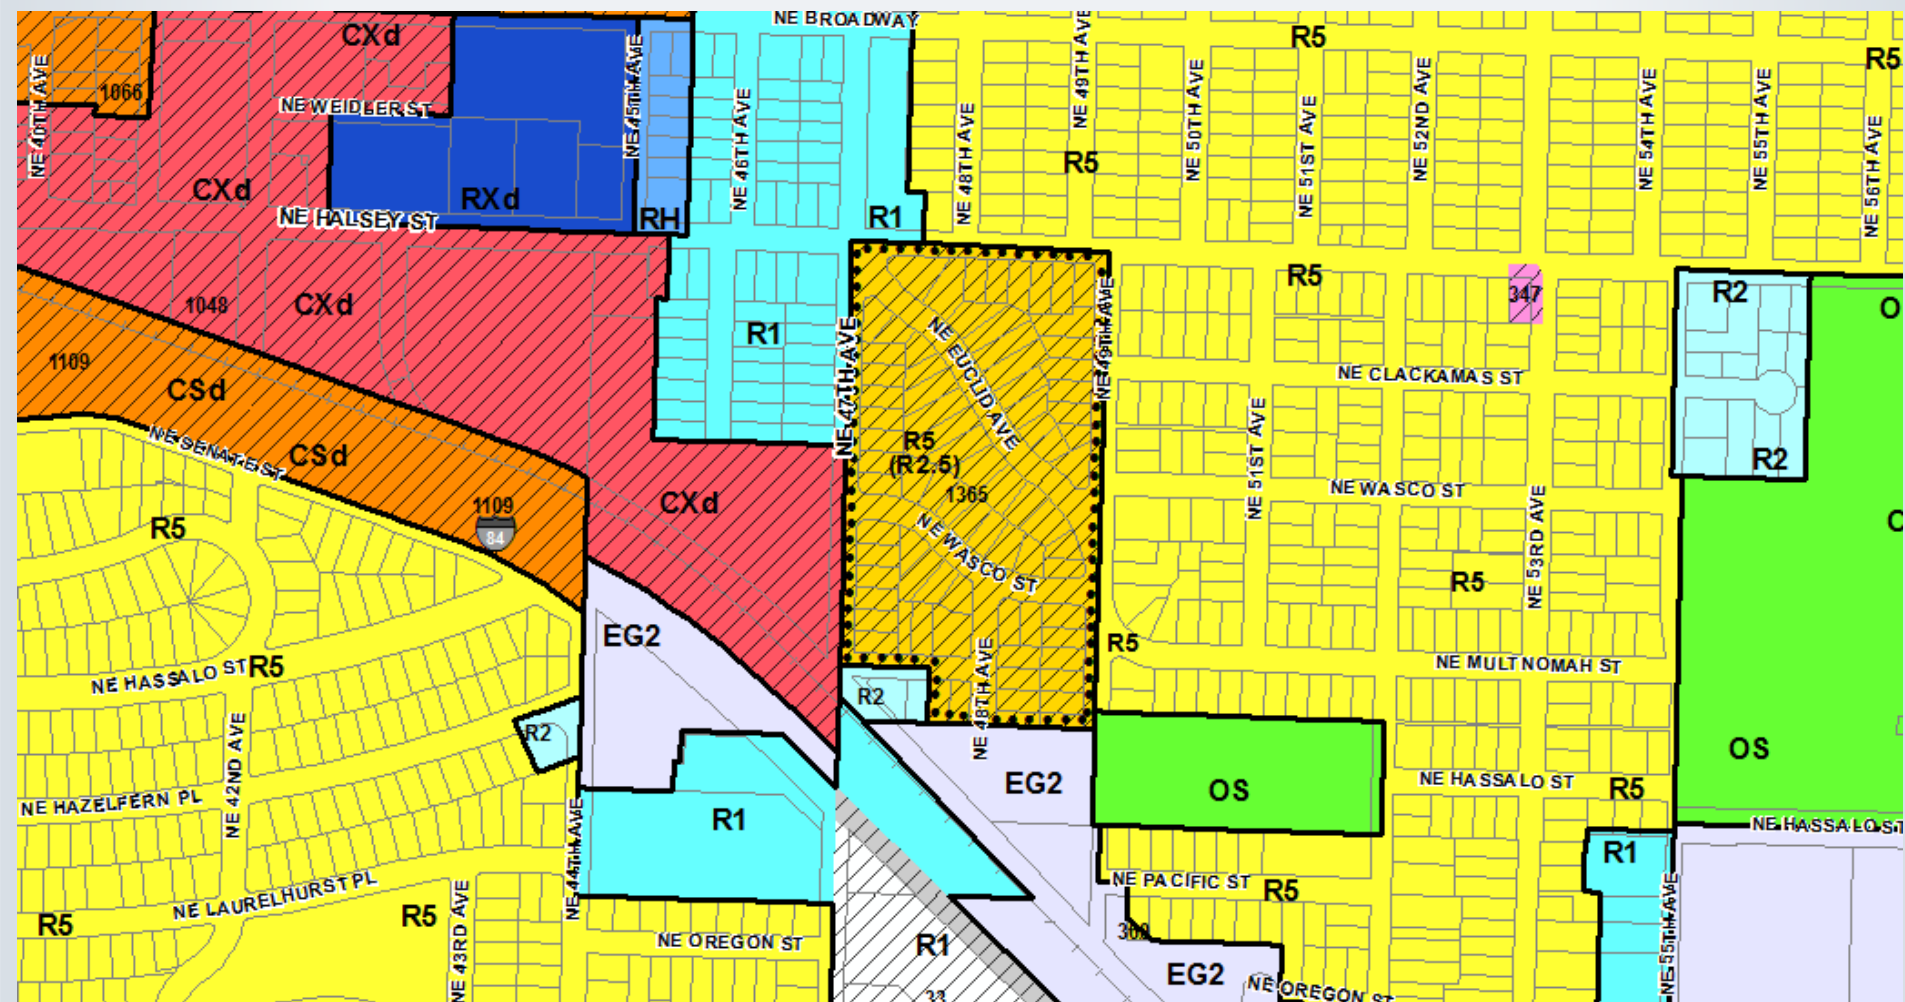 NE BROADWAY
CXd
R5
NE 49TH AVE
R5
1066
NE 40TH AVE
NE WEIDLER ST
NE 45TH AVE
NE 46TH AVE
NE 48TH AVE
NE 50TH AVE
NE 51ST AVE
NE 52ND AVE
NE 54TH AVE
NE 55TH AVE
NE 56TH AVE
R5
CXd
RXd
NE HALSEY ST
RH
R1
1048
CXd
R1
R5
347
R2
O
NE 47TH AVE
NE EUCLID AVE
NE 49TH AVE
1109
CSd
NE CLACKAMAS ST
NE SENATE ST
CSd
R5
(R2.5)
1365
NE 51ST AVE
R2
NE WASCO ST
1109
84
CXd
R5
NE WASCO ST
NE 53RD AVE
R5
EG2
R5
NE HASSALO ST
R5
NE MULTNOMAH ST
R2
NE 48TH AVE
R2
NE 42ND AVE
OS
NE HAZELFERN PL
EG2
OS
NE HASSALO ST
R5
R1
NE HASSALO ST
NE 44TH AVE
R1
NE LAURELHURST PL
R5
R5
NE 43RD AVE
NE PACIFIC ST
R5
NE 55TH AVE
NE OREGON ST
R1
EG2
NE OREGON ST
33